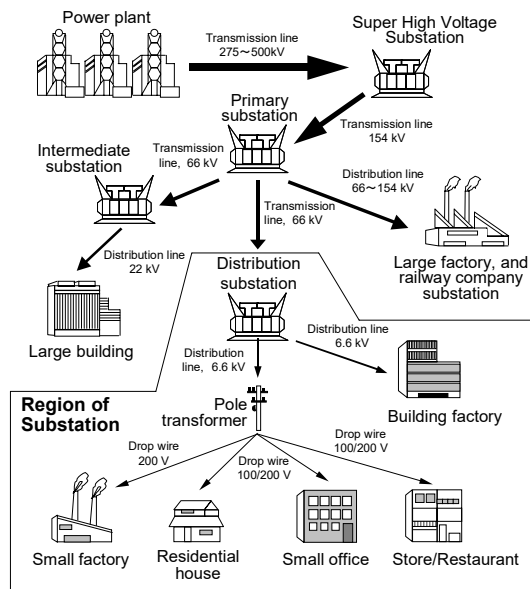 Power plant
Transmission line
275～500kV
Super High Voltage
Substation
Primary
substation
Transmission line
154 kV
Intermediate
substation
Transmission
line, 66 kV
Distribution line
66～154 kV
Transmission
line, 66 kV
Large factory, and
railway company
substation
Distribution line
22 kV
Large building
Distribution
substation
Distribution line
6.6 kV
Distribution
line, 6.6 kV
Building factory
Region of
Substation
Pole
transformer
Drop wire
200 V
Drop wire
100/200 V
Drop wire
100/200 V
Drop wire
100/200 V
Small factory
Residential
house
Small office
Store/Restaurant